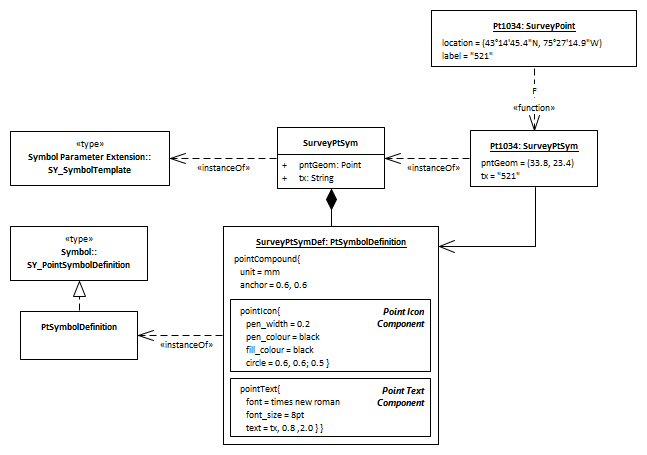 Pt1034: SurveyPoint
location = (43°14'45.4"N, 75°27'14.9"W)
label = "521"
F
«function»
«type»
Symbol Parameter Extension::
SY_SymbolTemplate
«instanceOf»
SurveyPtSym
+ pntGeom: Point
+ tx: String
«instanceOf»
Pt1034: SurveyPtSym
pntGeom = (33.8, 23.4)
tx = "521"
«type»
Symbol::
SY_PointSymbolDefinition
PtSymbolDefinition
«instanceOf»
SurveyPtSymDef: PtSymbolDefinition
pointCompound{
unit = mm
anchor = 0.6, 0.6
pointIcon{
pen_width = 0.2
pen_colour = black
fill_colour = black
circle = 0.6, 0.6; 0.5 }
Point Icon
Component
pointText{
font = times new roman
font_size = 8pt
text = tx, 0.8 ,2.0 } }
Point Text
Component